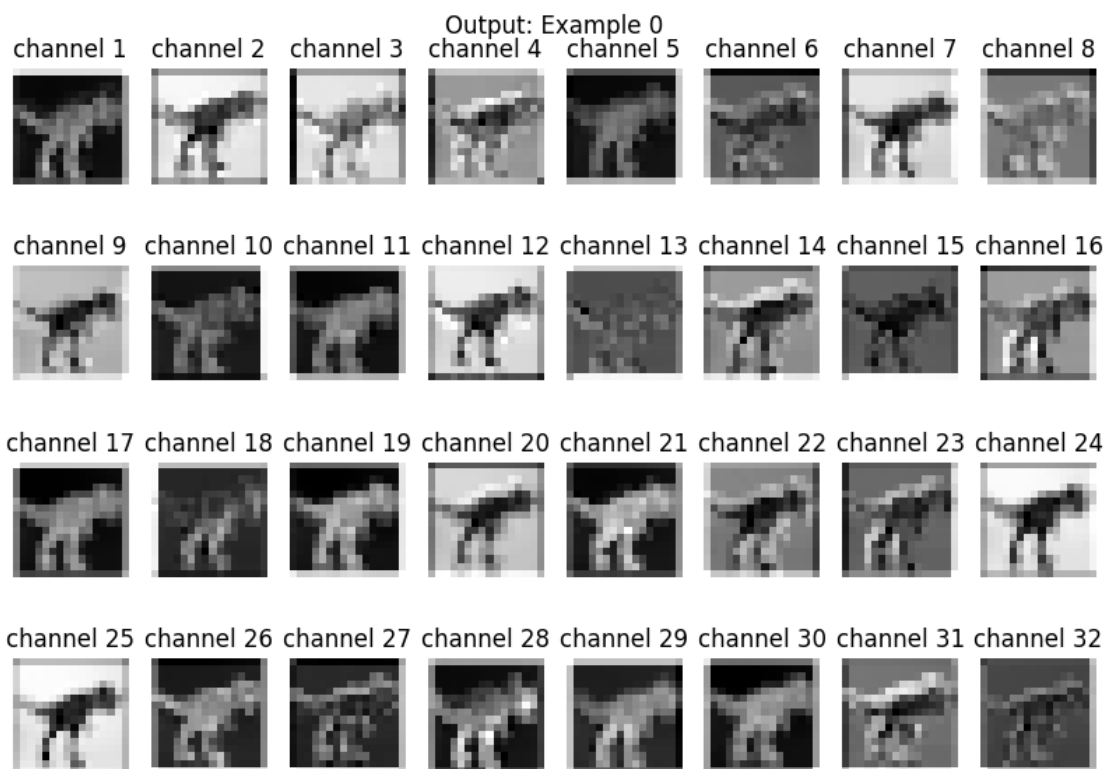 Output: Example 0
channel 1 channel 2 channel 3 channel 4 channel 5 channel 6 channel 7 channel 8
channel 9 channel 10 channel 11 channel 12 channel 13 channel 14 channel 15 channel 16
channel 17 channel 18 channel 19 channel 20 channel 21 channel 22 channel 23 channel 24
channel 25 channel 26 channel 27 channel 28 channel 29 channel 30 channel 31 channel 32